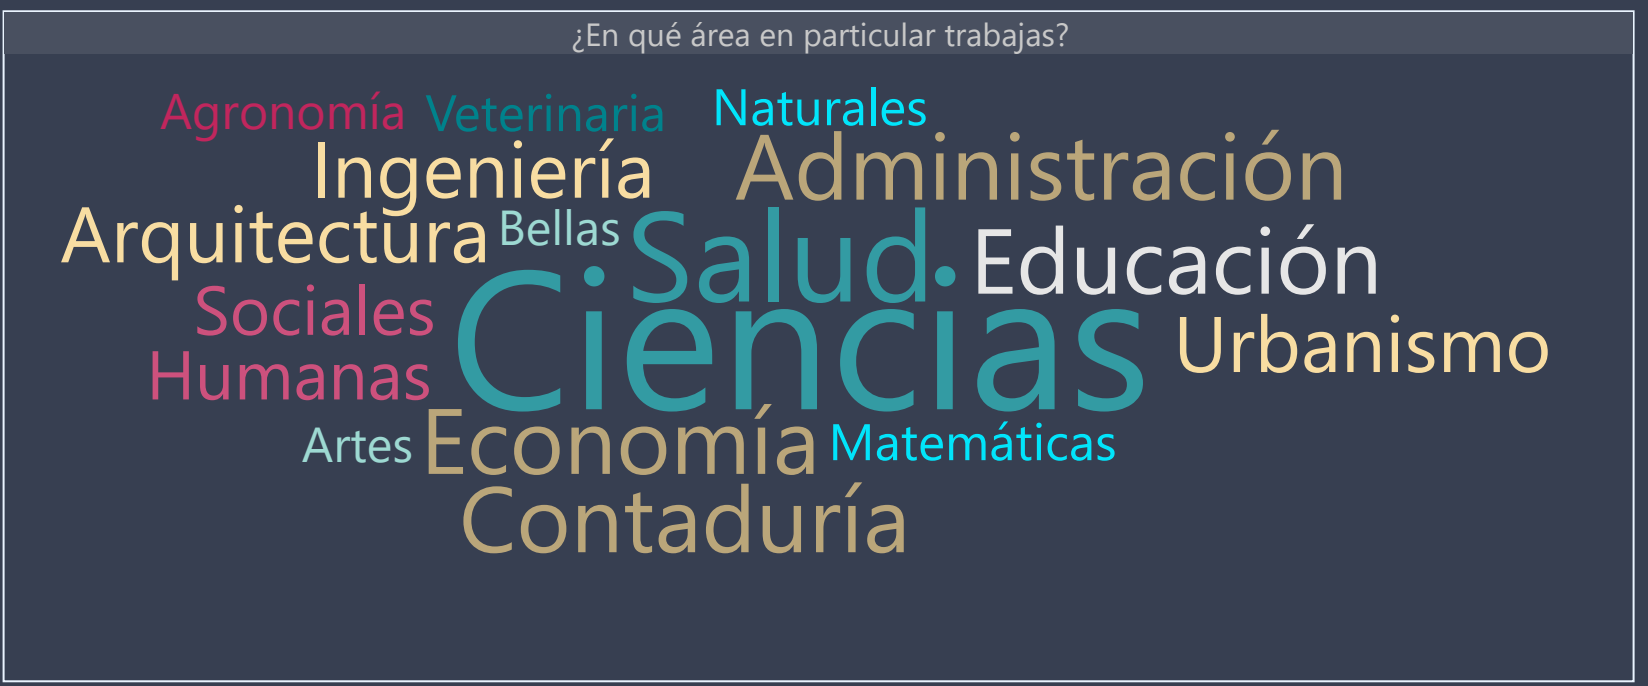 ¿En qué área en particular trabajas?
Agronomía Veterinaria Naturales
Ingeniería Administración
Arquitectura Bellas Salud Educación
Sociales Ciencias Urbanismo
Humanas
Artes Economía Matemáticas
Contaduría